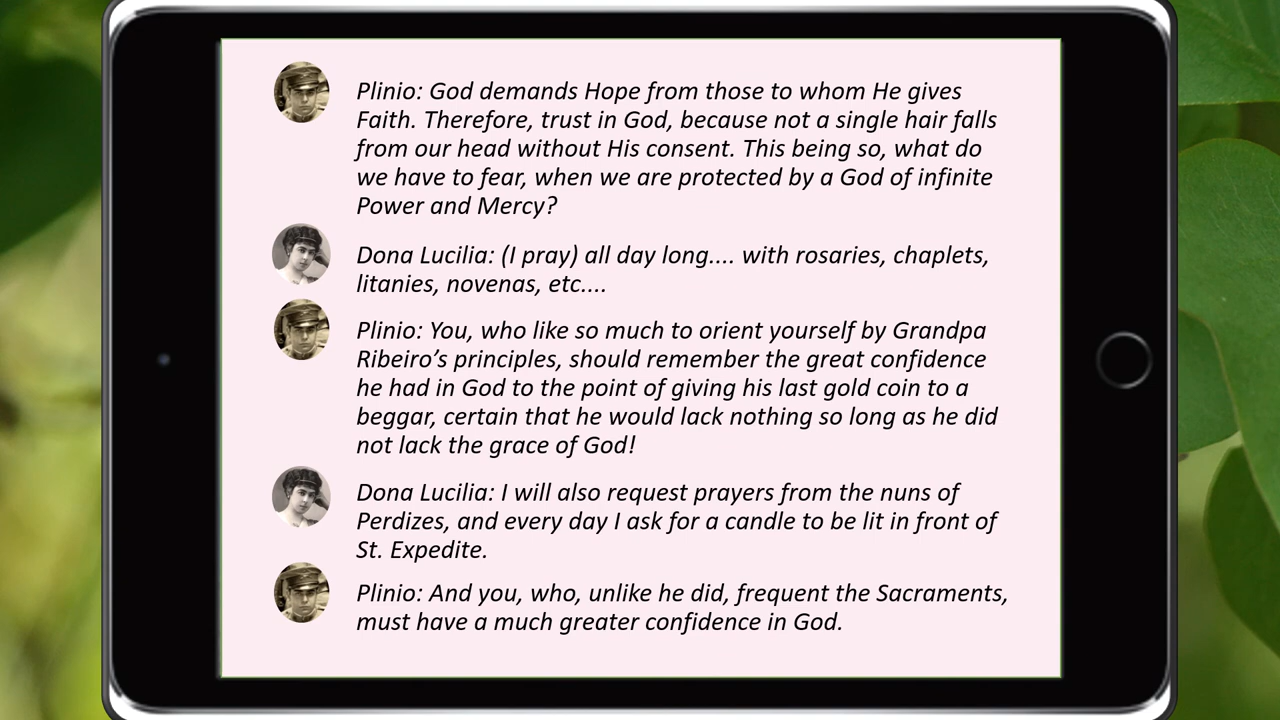 Plinio: God demands Hope from those to whom He gives
Faith. Therefore, trust in God, because not a single hair falls
from our head without His consent. This being so, what do
we have to fear, when we are protected by a God of infinite
Power and Mercy?
Dona Lucilia: (I pray) all day long.... with rosaries, chaplets,
litanies, novenas, etc....
Plinio: You, who like so much to orient yourself by Grandpa
Ribeiro’s principles, should remember the great confidence
he had in God to the point of giving his last gold coin to a
beggar, certain that he would lack nothing so long as he did
not lack the grace of God!
Dona Lucilia: I will also request prayers from the nuns of
Perdizes, and every day I ask for a candle to be lit in front of
St. Expedite.
Plinio: And you, who, unlike he did, frequent the Sacraments,
must have a much greater confidence in God.